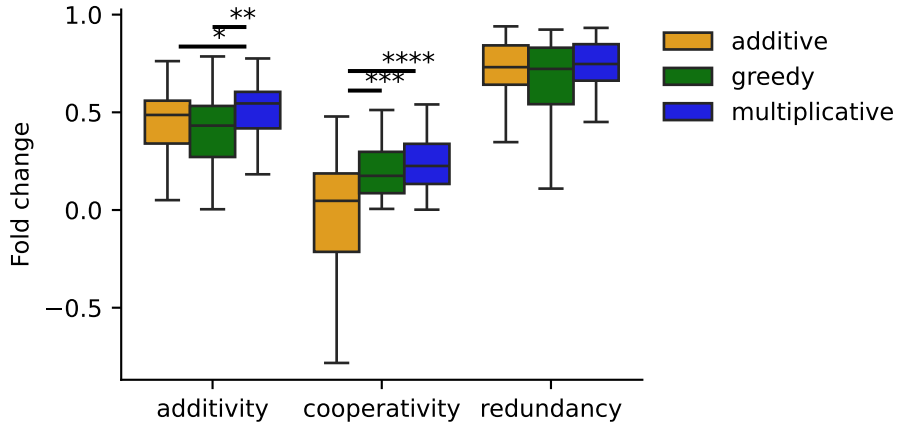 1.0
0.5
0.0
−0.5
Fold change
**
*
****
***
additivity
cooperativity
redundancy
additive
greedy
multiplicative